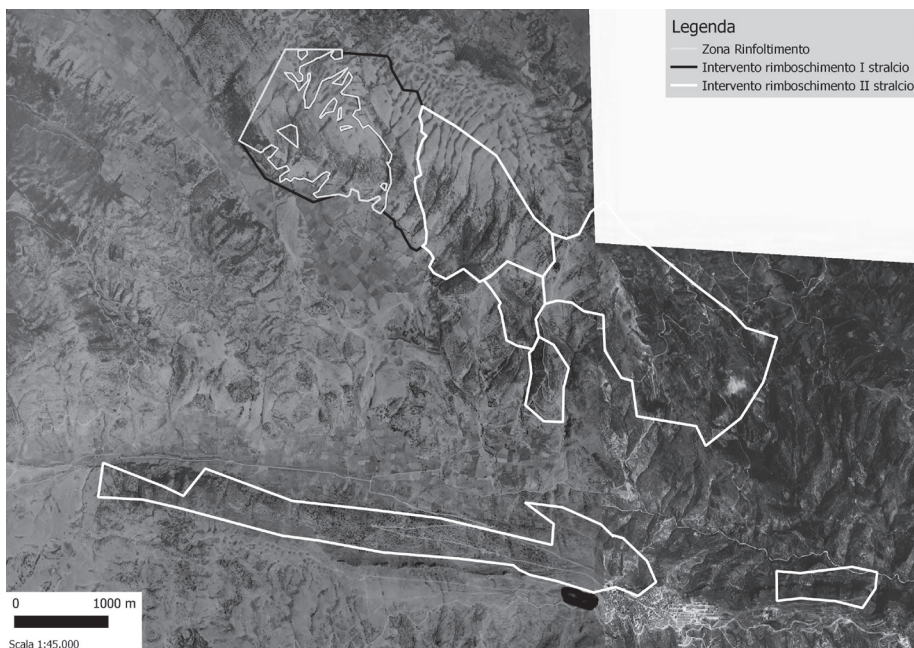 Legenda
Zona Rinfoltimento
Intervento rimboschimento I stralcio
Intervento rimboschimento II stralcio
0 1000 m
Scala 1:45.000